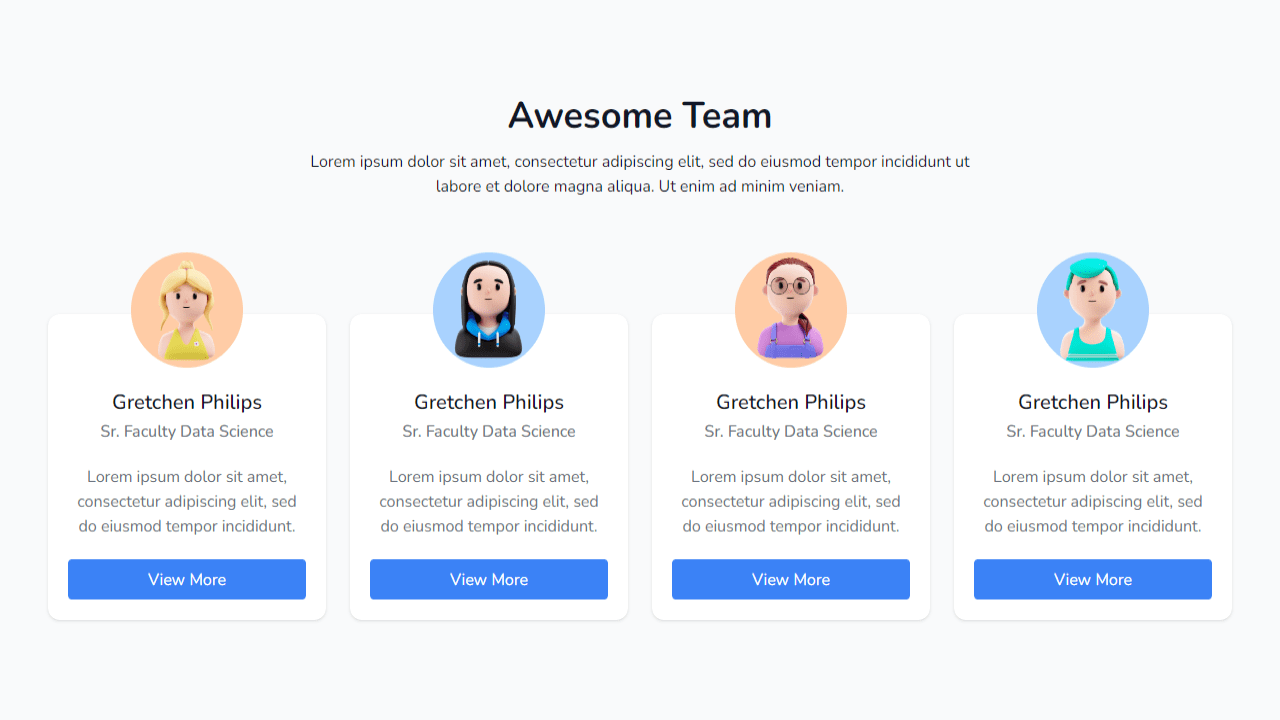 Awesome Team
Lorem ipsum dolor sit amet, consectetur adipiscing elit, sed do eiusmod tempor incididunt ut
labore et dolore magna aliqua. Ut enim ad minim veniam.
Gretchen Philips
Sr. Faculty Data Science
Lorem ipsum dolor sit amet,
consectetur adipiscing elit, sed
do eiusmod tempor incididunt.
View More
Gretchen Philips
Sr. Faculty Data Science
Lorem ipsum dolor sit amet,
consectetur adipiscing elit, sed
do eiusmod tempor incididunt.
View More
Gretchen Philips
Sr. Faculty Data Science
Lorem ipsum dolor sit amet,
consectetur adipiscing elit, sed
do eiusmod tempor incididunt.
View More
Gretchen Philips
Sr. Faculty Data Science
Lorem ipsum dolor sit amet,
consectetur adipiscing elit, sed
do eiusmod tempor incididunt.
View More